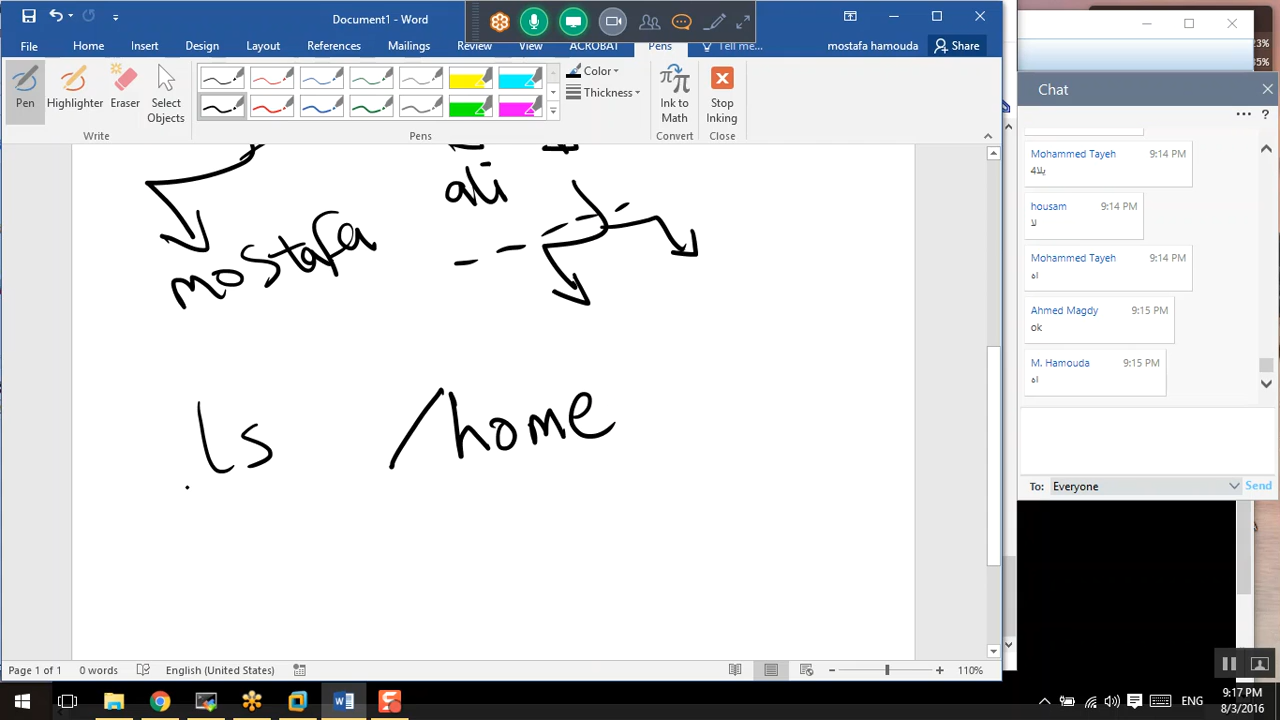 Document1 - Word
File Home Insert Design Layout References Mailings Review View ACROBAT Pens Tell me... mostafa hamouda Share
Pen Highlighter Eraser Select Objects
Color
Thickness
Ink to Math
Stop Inking
Write Pens Convert Close
ali
mostafa
ls /home
Page 1 of 1 0 words English (United States) 110%
Chat
Mohammed Tayeh 9:14 PM
يلا4
housam 9:14 PM
لا
Mohammed Tayeh 9:14 PM
اه
Ahmed Magdy 9:15 PM
ok
M. Hamouda 9:15 PM
اه
To: Everyone Send
ENG
9:17 PM
8/3/2016